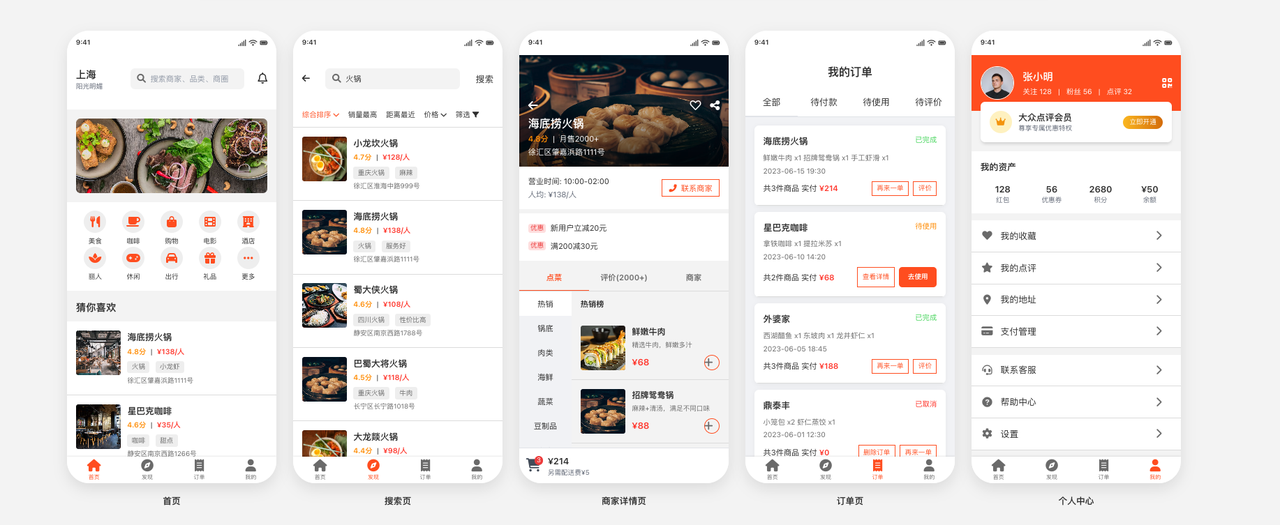 9:41
上海
阳光明媚
搜索商家、品类、商圈
美食 咖啡 购物 电影 酒店
丽人 休闲 出行 礼品 更多
猜你喜欢
海底捞火锅
4.8分 | ¥138/人
火锅 小龙虾
徐汇区肇嘉浜路1111号
星巴克咖啡
4.6分 | ¥35/人
咖啡 甜点
静安区南京西路1266号
首页 发现 订单 我的
首页
9:41
火锅 搜索
综合排序 销量最高 距离最近 价格 筛选
小龙坎火锅
4.7分 | ¥128/人
重庆火锅 麻辣
徐汇区淮海中路999号
海底捞火锅
4.8分 | ¥138/人
火锅 服务好
徐汇区肇嘉浜路1111号
蜀大侠火锅
4.6分 | ¥108/人
四川火锅 性价比高
静安区南京西路1788号
巴蜀大将火锅
4.5分 | ¥118/人
重庆火锅 牛肉
长宁区长宁路1018号
大龙燚火锅
4.4分 | ¥98/人
首页 发现 订单 我的
搜索页
9:41
海底捞火锅
4.8分 | 月售2000+
徐汇区肇嘉浜路1111号
营业时间: 10:00-02:00
人均: ¥138/人
联系商家
优惠 新用户立减20元
优惠 满200减30元
点菜 评价(2000+) 商家
热销
锅底
肉类
海鲜
蔬菜
豆制品
热销榜
鲜嫩牛肉
精选牛肉，鲜嫩多汁
¥68
招牌鸳鸯锅
麻辣+清汤，满足不同口味
¥88
3
¥214
另需配送费¥5
商家详情页
9:41
我的订单
全部 待付款 待使用 待评价
海底捞火锅 已完成
鲜嫩牛肉 x1 招牌鸳鸯锅 x1 手工虾滑 x1
2023-06-15 19:30
共3件商品 实付 ¥214 再来一单 评价
星巴克咖啡 待使用
拿铁咖啡 x1 提拉米苏 x1
2023-06-10 14:20
共2件商品 实付 ¥68 查看详情 去使用
外婆家 已完成
西湖醋鱼 x1 东坡肉 x1 龙井虾仁 x1
2023-06-05 18:45
共3件商品 实付 ¥188 再来一单 评价
鼎泰丰 已取消
小笼包 x2 虾仁蒸饺 x1
2023-06-01 12:30
共3件商品 实付 ¥0 删除订单 再来一单
首页 发现 订单 我的
订单页
9:41
张小明
关注 128 | 粉丝 56 | 点评 32
大众点评会员
尊享专属优惠特权
立即开通
我的资产
128 56 2680 ¥50
红包 优惠券 积分 余额
我的收藏
我的点评
我的地址
支付管理
联系客服
帮助中心
设置
首页 发现 订单 我的
个人中心